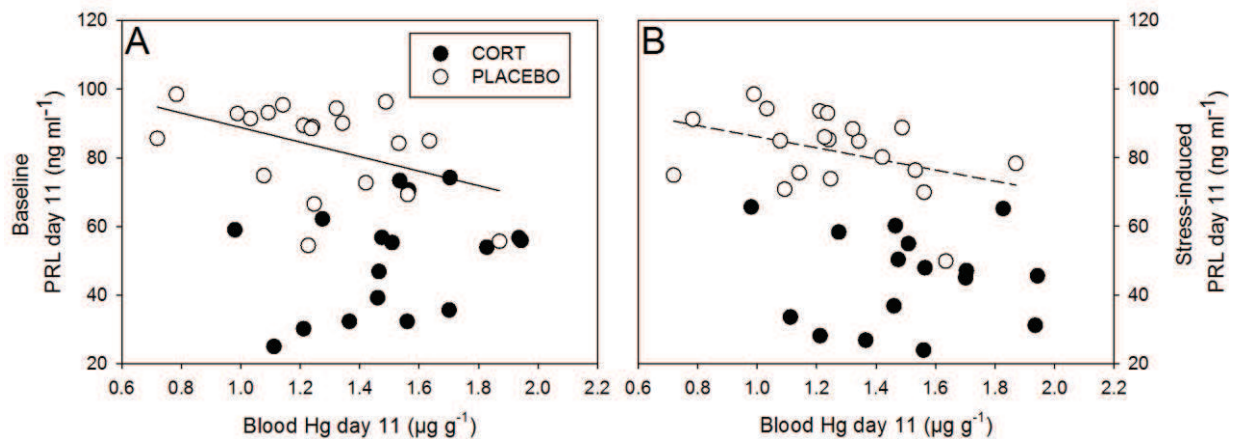 A
B
CORT
PLACEBO
Baseline
PRL day 11 (ng ml⁻¹)
120
100
80
60
40
20
0.6 0.8 1.0 1.2 1.4 1.6 1.8 2.0 2.2
Blood Hg day 11 (µg g⁻¹)
0.6 0.8 1.0 1.2 1.4 1.6 1.8 2.0 2.2
Blood Hg day 11 (µg g⁻¹)
120
100
80
60
40
20
Stress-induced
PRL day 11 (ng ml⁻¹)